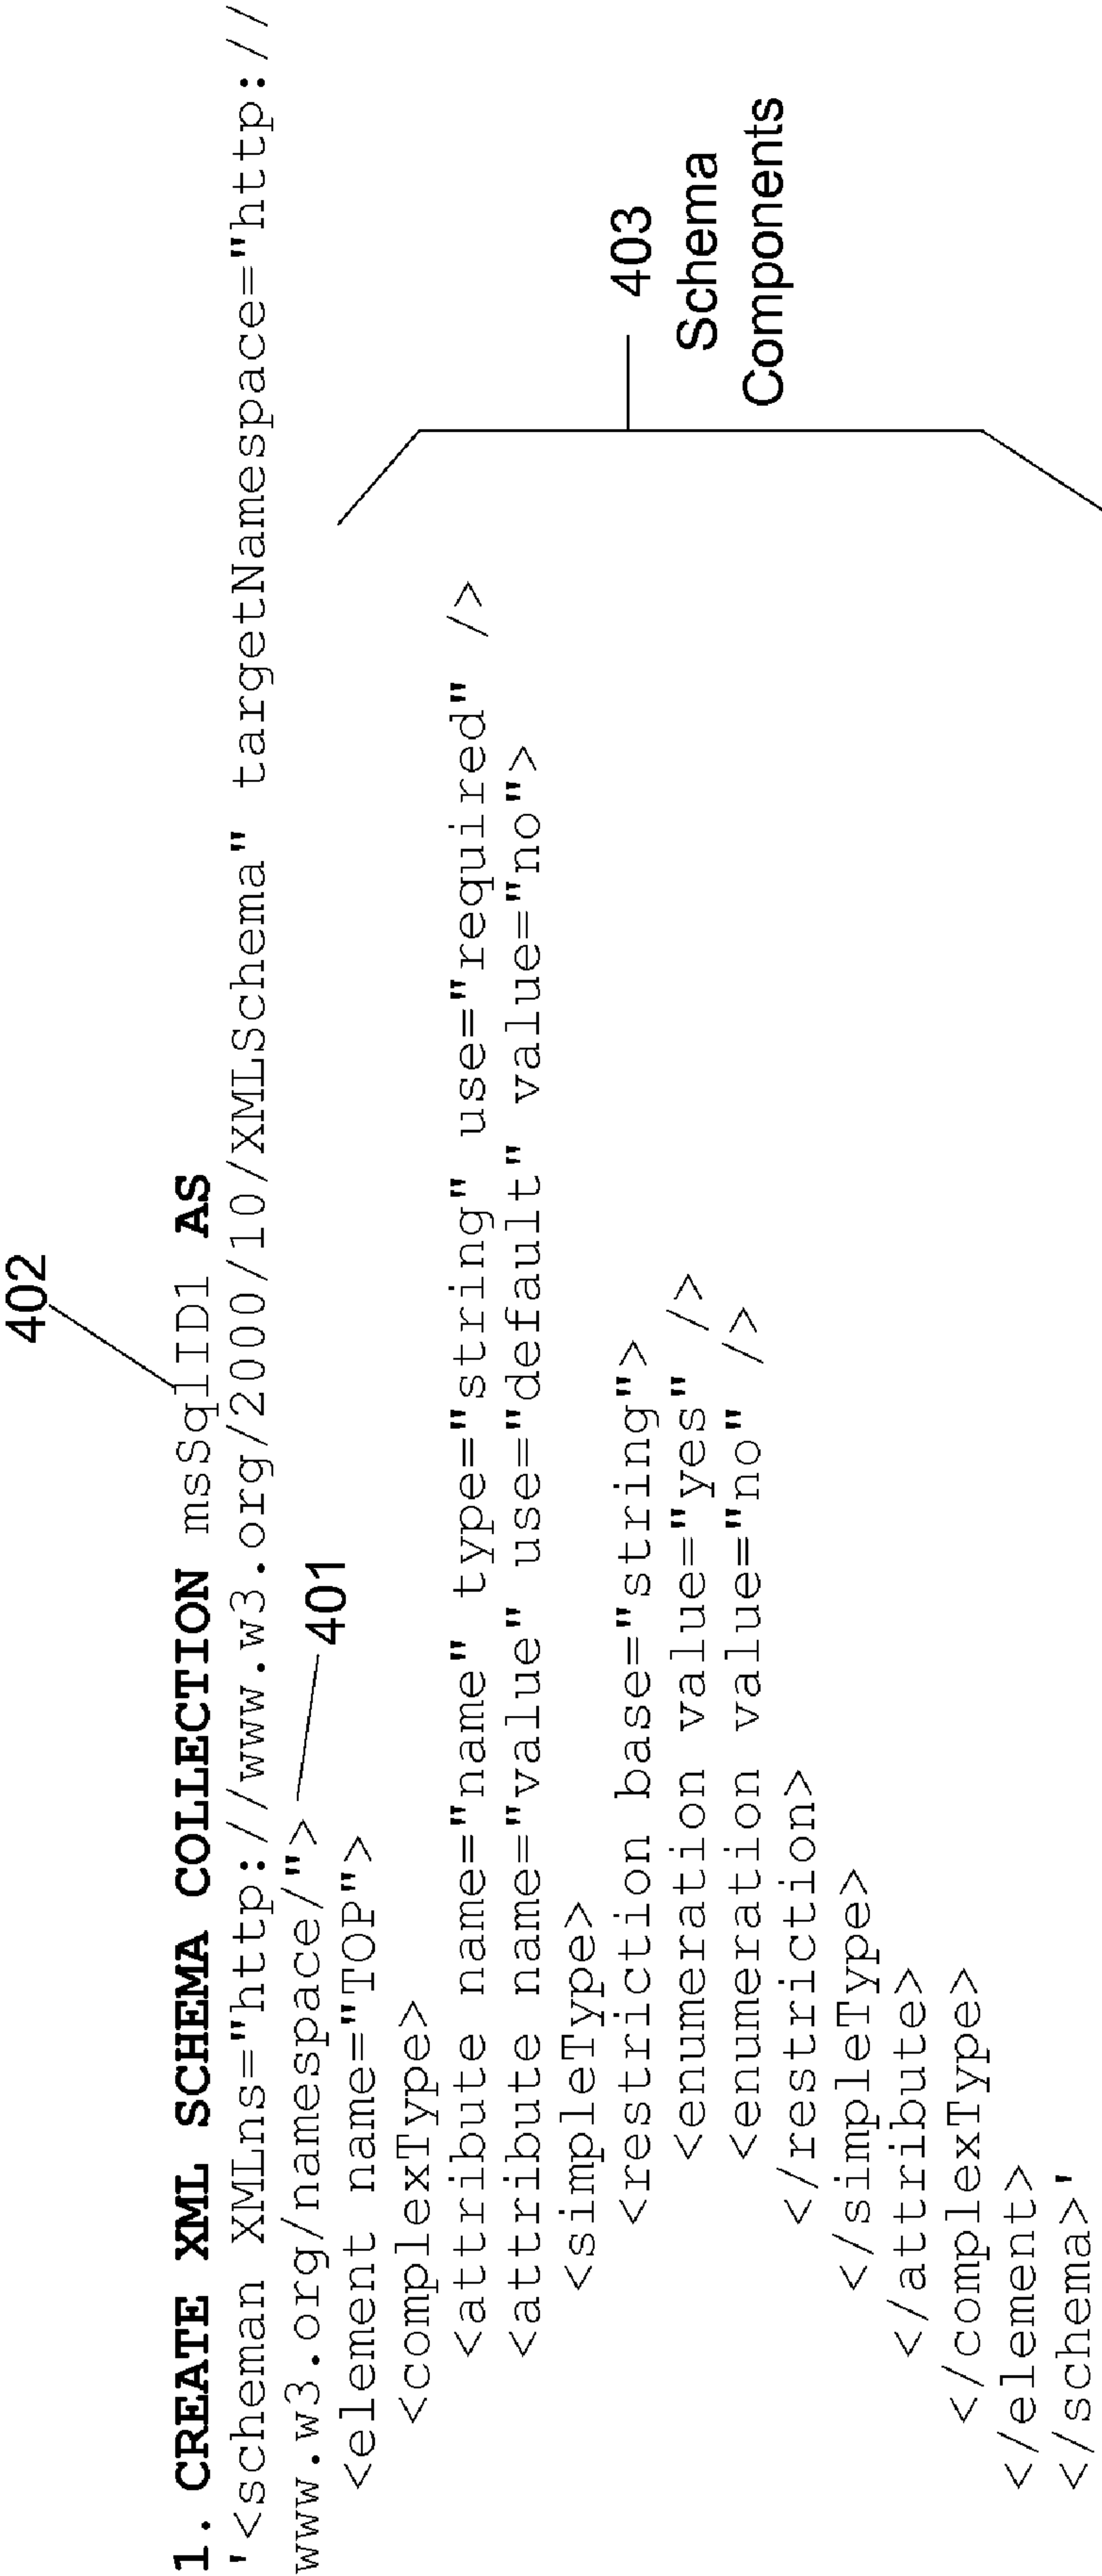 402
1. CREATE XML SCHEMA COLLECTION msSqlID1 AS
'<scheman XMLns="http://www.w3.org/2000/10/XMLSchema" targetNamespace="http://
www.w3.org/namespace/">
401
<element name="TOP">
<complexType>
<attribute name="name" type="string" use="required" />
<attribute name="value" use="default" value="no">
<simpleType>
<restriction base="string">
<enumeration value="yes" />
<enumeration value="no" />
</restriction>
</simpleType>
</attribute>
</complexType>
</element>
</schema>'
403
Schema
Components